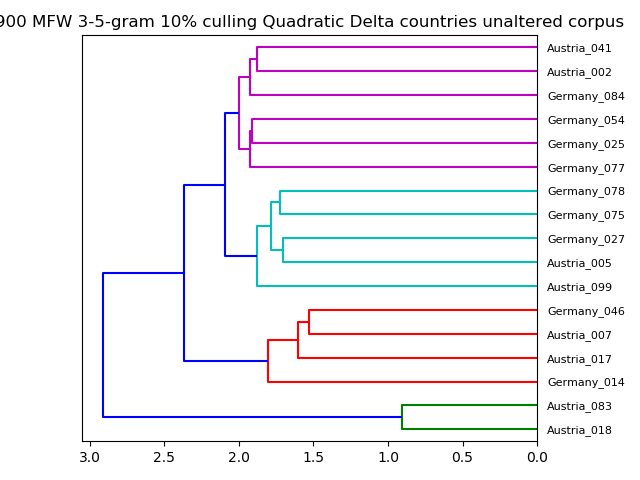 900 MFW 3-5-gram 10% culling Quadratic Delta countries unaltered corpus
Austria_041
Austria_002
Germany_084
Germany_054
Germany_025
Germany_077
Germany_078
Germany_075
Germany_027
Austria_005
Austria_099
Germany_046
Austria_007
Austria_017
Germany_014
Austria_083
Austria_018
3.0 2.5 2.0 1.5 1.0 0.5 0.0